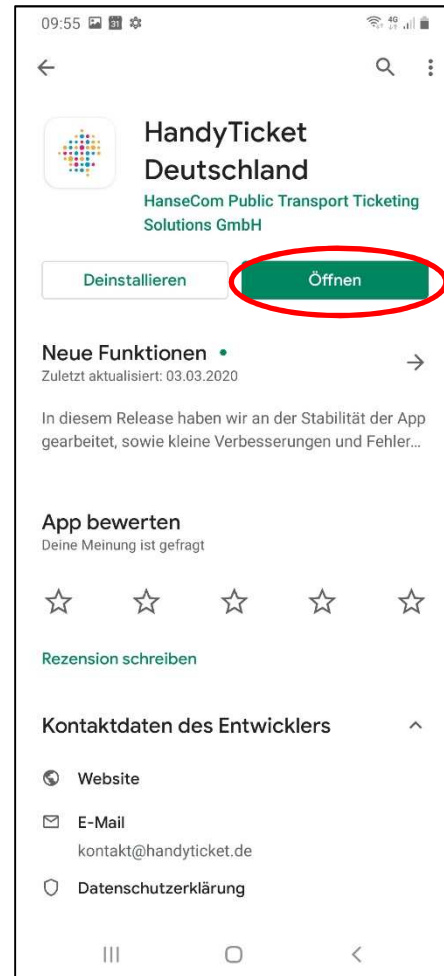 09:55
4G
HandyTicket
Deutschland
HanseCom Public Transport Ticketing
Solutions GmbH
Deinstallieren
Öffnen
Neue Funktionen
Zuletzt aktualisiert: 03.03.2020
In diesem Release haben wir an der Stabilität der App
gearbeitet, sowie kleine Verbesserungen und Fehler...
App bewerten
Deine Meinung ist gefragt
Rezension schreiben
Kontaktdaten des Entwicklers
Website
E-Mail
kontakt@handyticket.de
Datenschutzerklärung